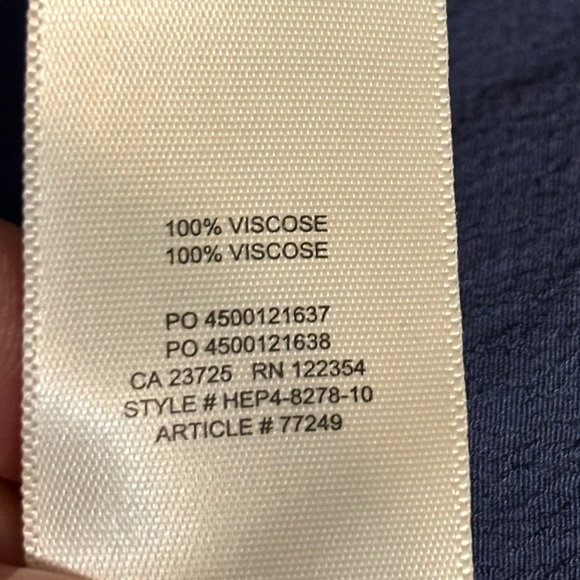 100% VISCOSE
100% VISCOSE
PO 4500121637
PO 4500121638
CA 23725 RN 122354
STYLE # HEP4-8278-10
ARTICLE # 77249